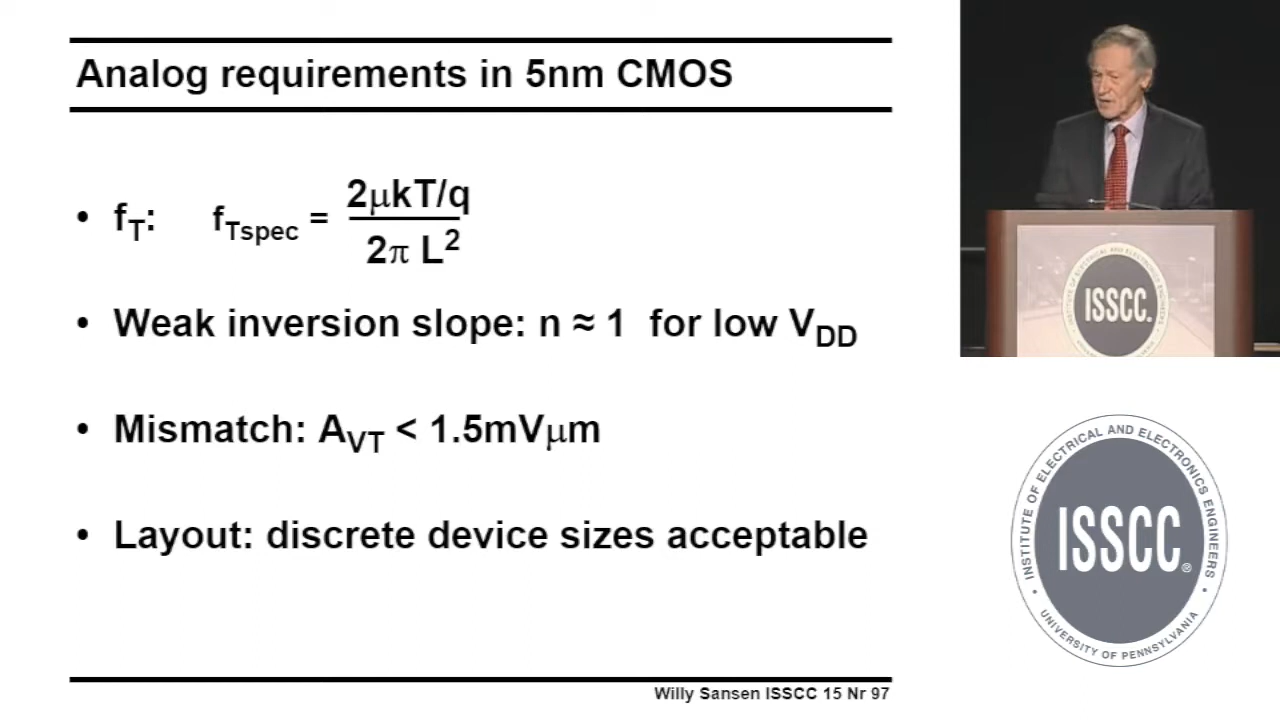 Analog requirements in 5nm CMOS
• fT: fTspec = 2μkT/q / 2π L²
• Weak inversion slope: n ≈ 1 for low VDD
• Mismatch: AVT < 1.5mVμm
• Layout: discrete device sizes acceptable
Willy Sansen ISSCC 15 Nr 97
ISSCC.
INSTITUTE OF ELECTRICAL AND ELECTRONICS ENGINEERS
ISSCC.®
• UNIVERSITY OF PENNSYLVANIA •